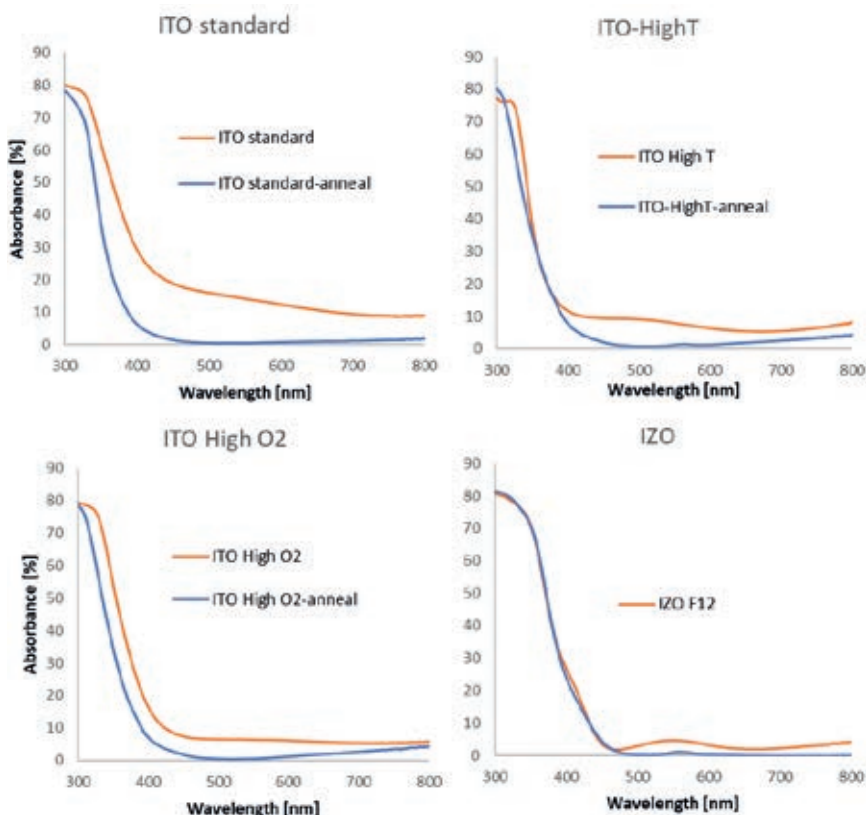 ITO standard
90
80
70
60
50
40
30
20
10
0
Absorbance [%]
ITO standard
ITO standard-anneal
300 400 500 600 700 800
Wavelength [nm]
ITO-HighT
90
80
70
60
50
40
30
20
10
0
ITO High T
ITO-HighT-anneal
300 400 500 600 700 800
Wavelength [nm]
ITO High O2
90
80
70
60
50
40
30
20
10
0
Absorbance [%]
ITO High O2
ITO High O2-anneal
300 400 500 600 700 800
Wavelength [nm]
IZO
90
80
70
60
50
40
30
20
10
0
IZO F12
300 400 500 600 700 800
Wavelength [nm]